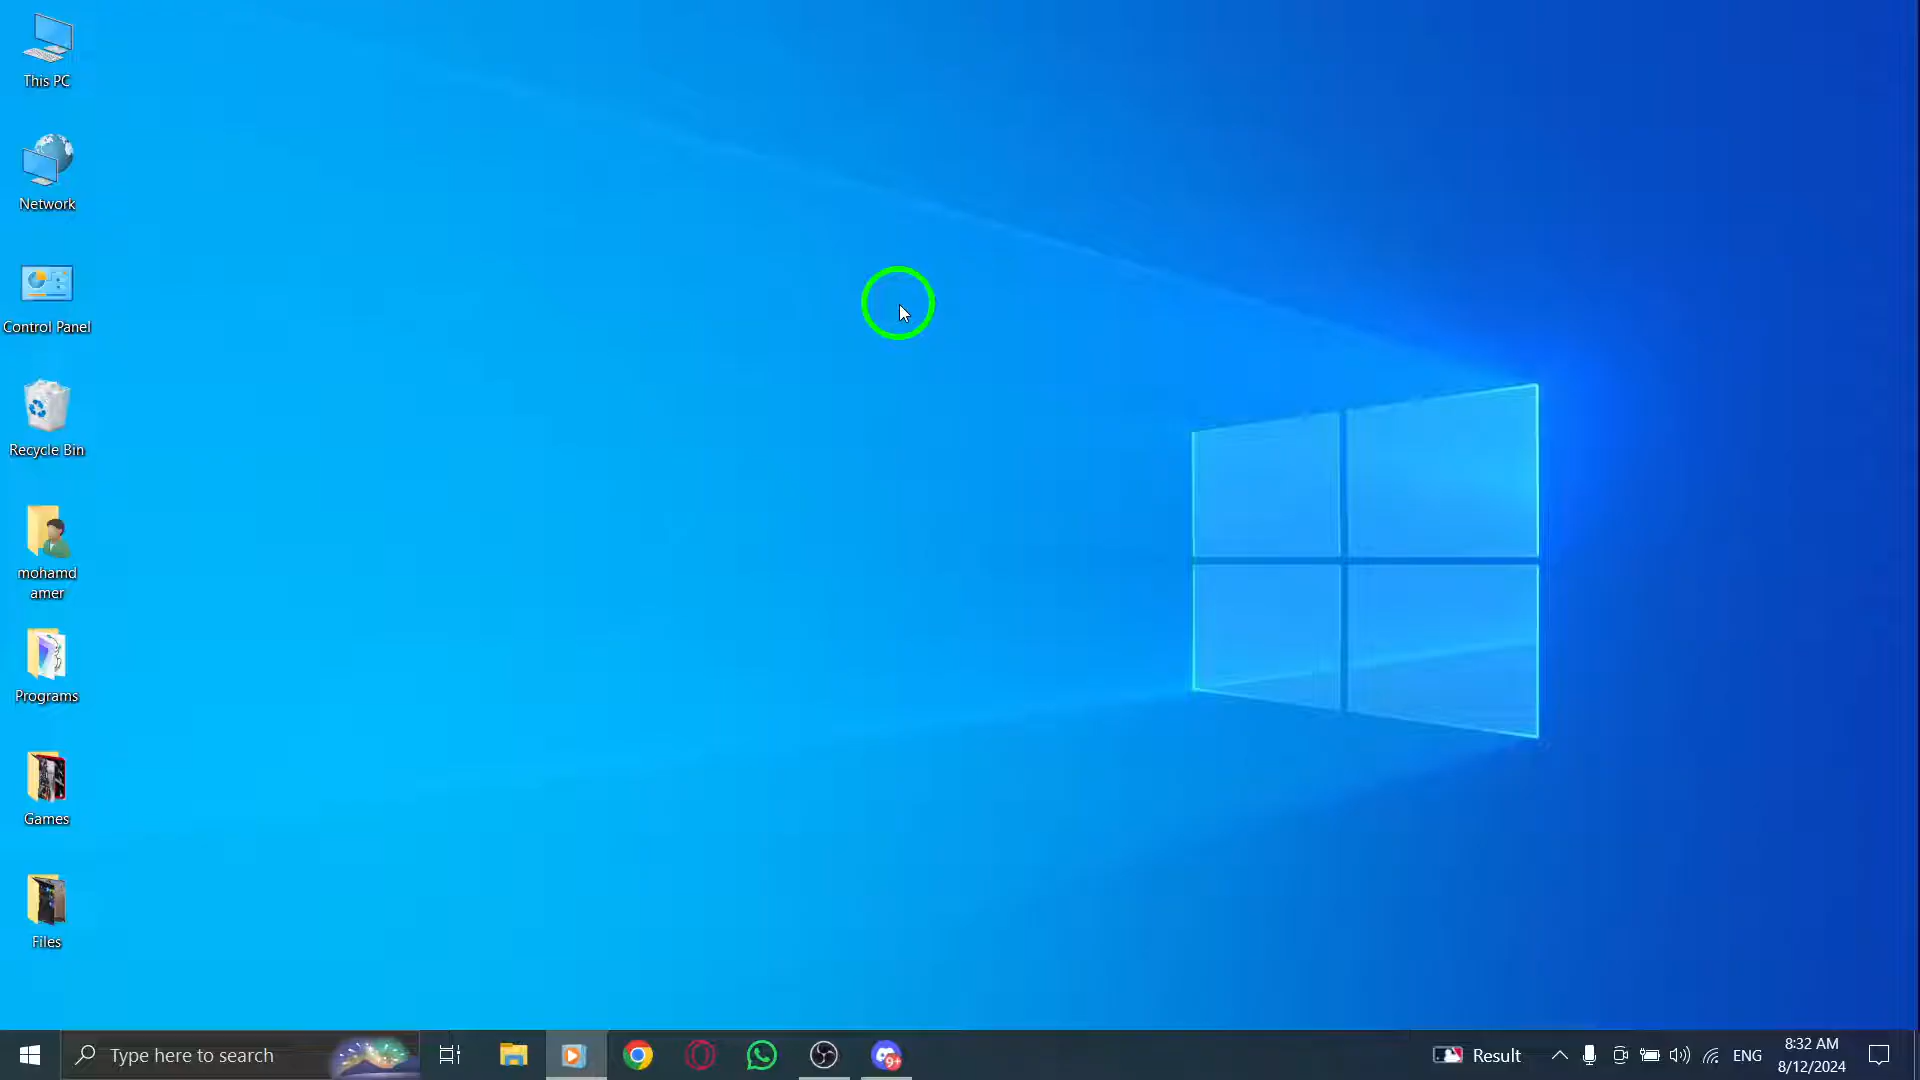 This PC
Network
Control Panel
Recycle Bin
mohamd
amer
Programs
Games
Files
Type here to search
9+
Result
ENG
8:32 AM
8/12/2024